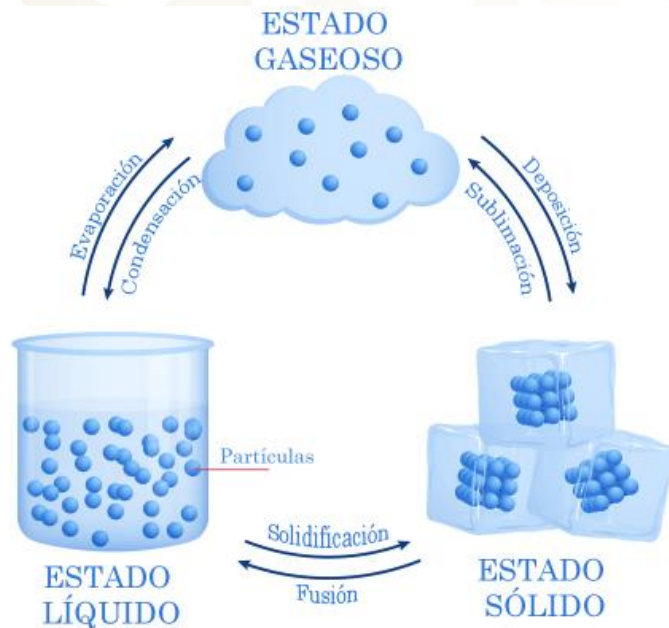 ESTADO
GASEOSO
Evaporación
Condensación
Deposición
Sublimación
Partículas
Solidificación
Fusión
ESTADO
LÍQUIDO
ESTADO
SÓLIDO